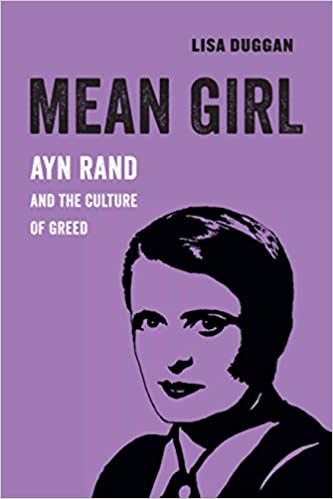 LISA DUGGAN
MEAN GIRL
AYN RAND
AND THE CULTURE
OF GREED